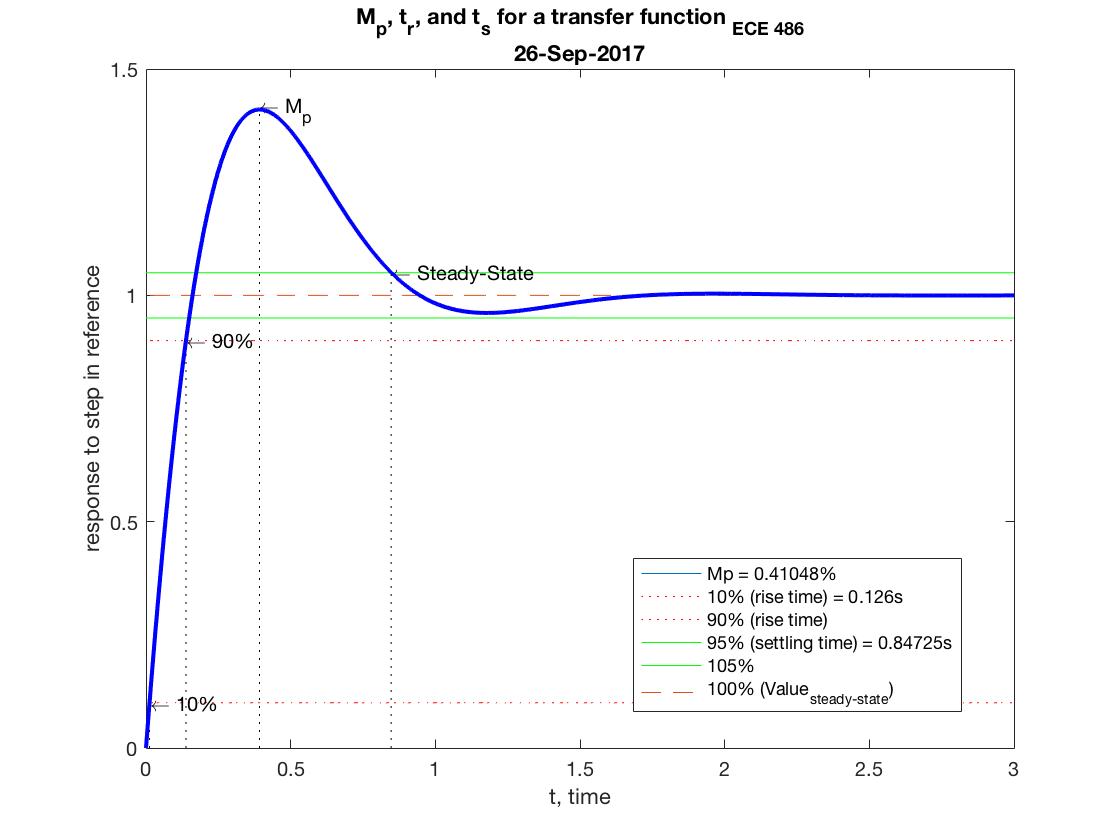 Mp, tr, and ts for a transfer function ECE 486
26-Sep-2017
1.5
Mp
Steady-State
1
90%
response to step in reference
0.5
Mp = 0.41048%
10% (rise time) = 0.126s
90% (rise time)
95% (settling time) = 0.84725s
105%
100% (Value steady-state)
10%
0
0 0.5 1 1.5 2 2.5 3
t, time